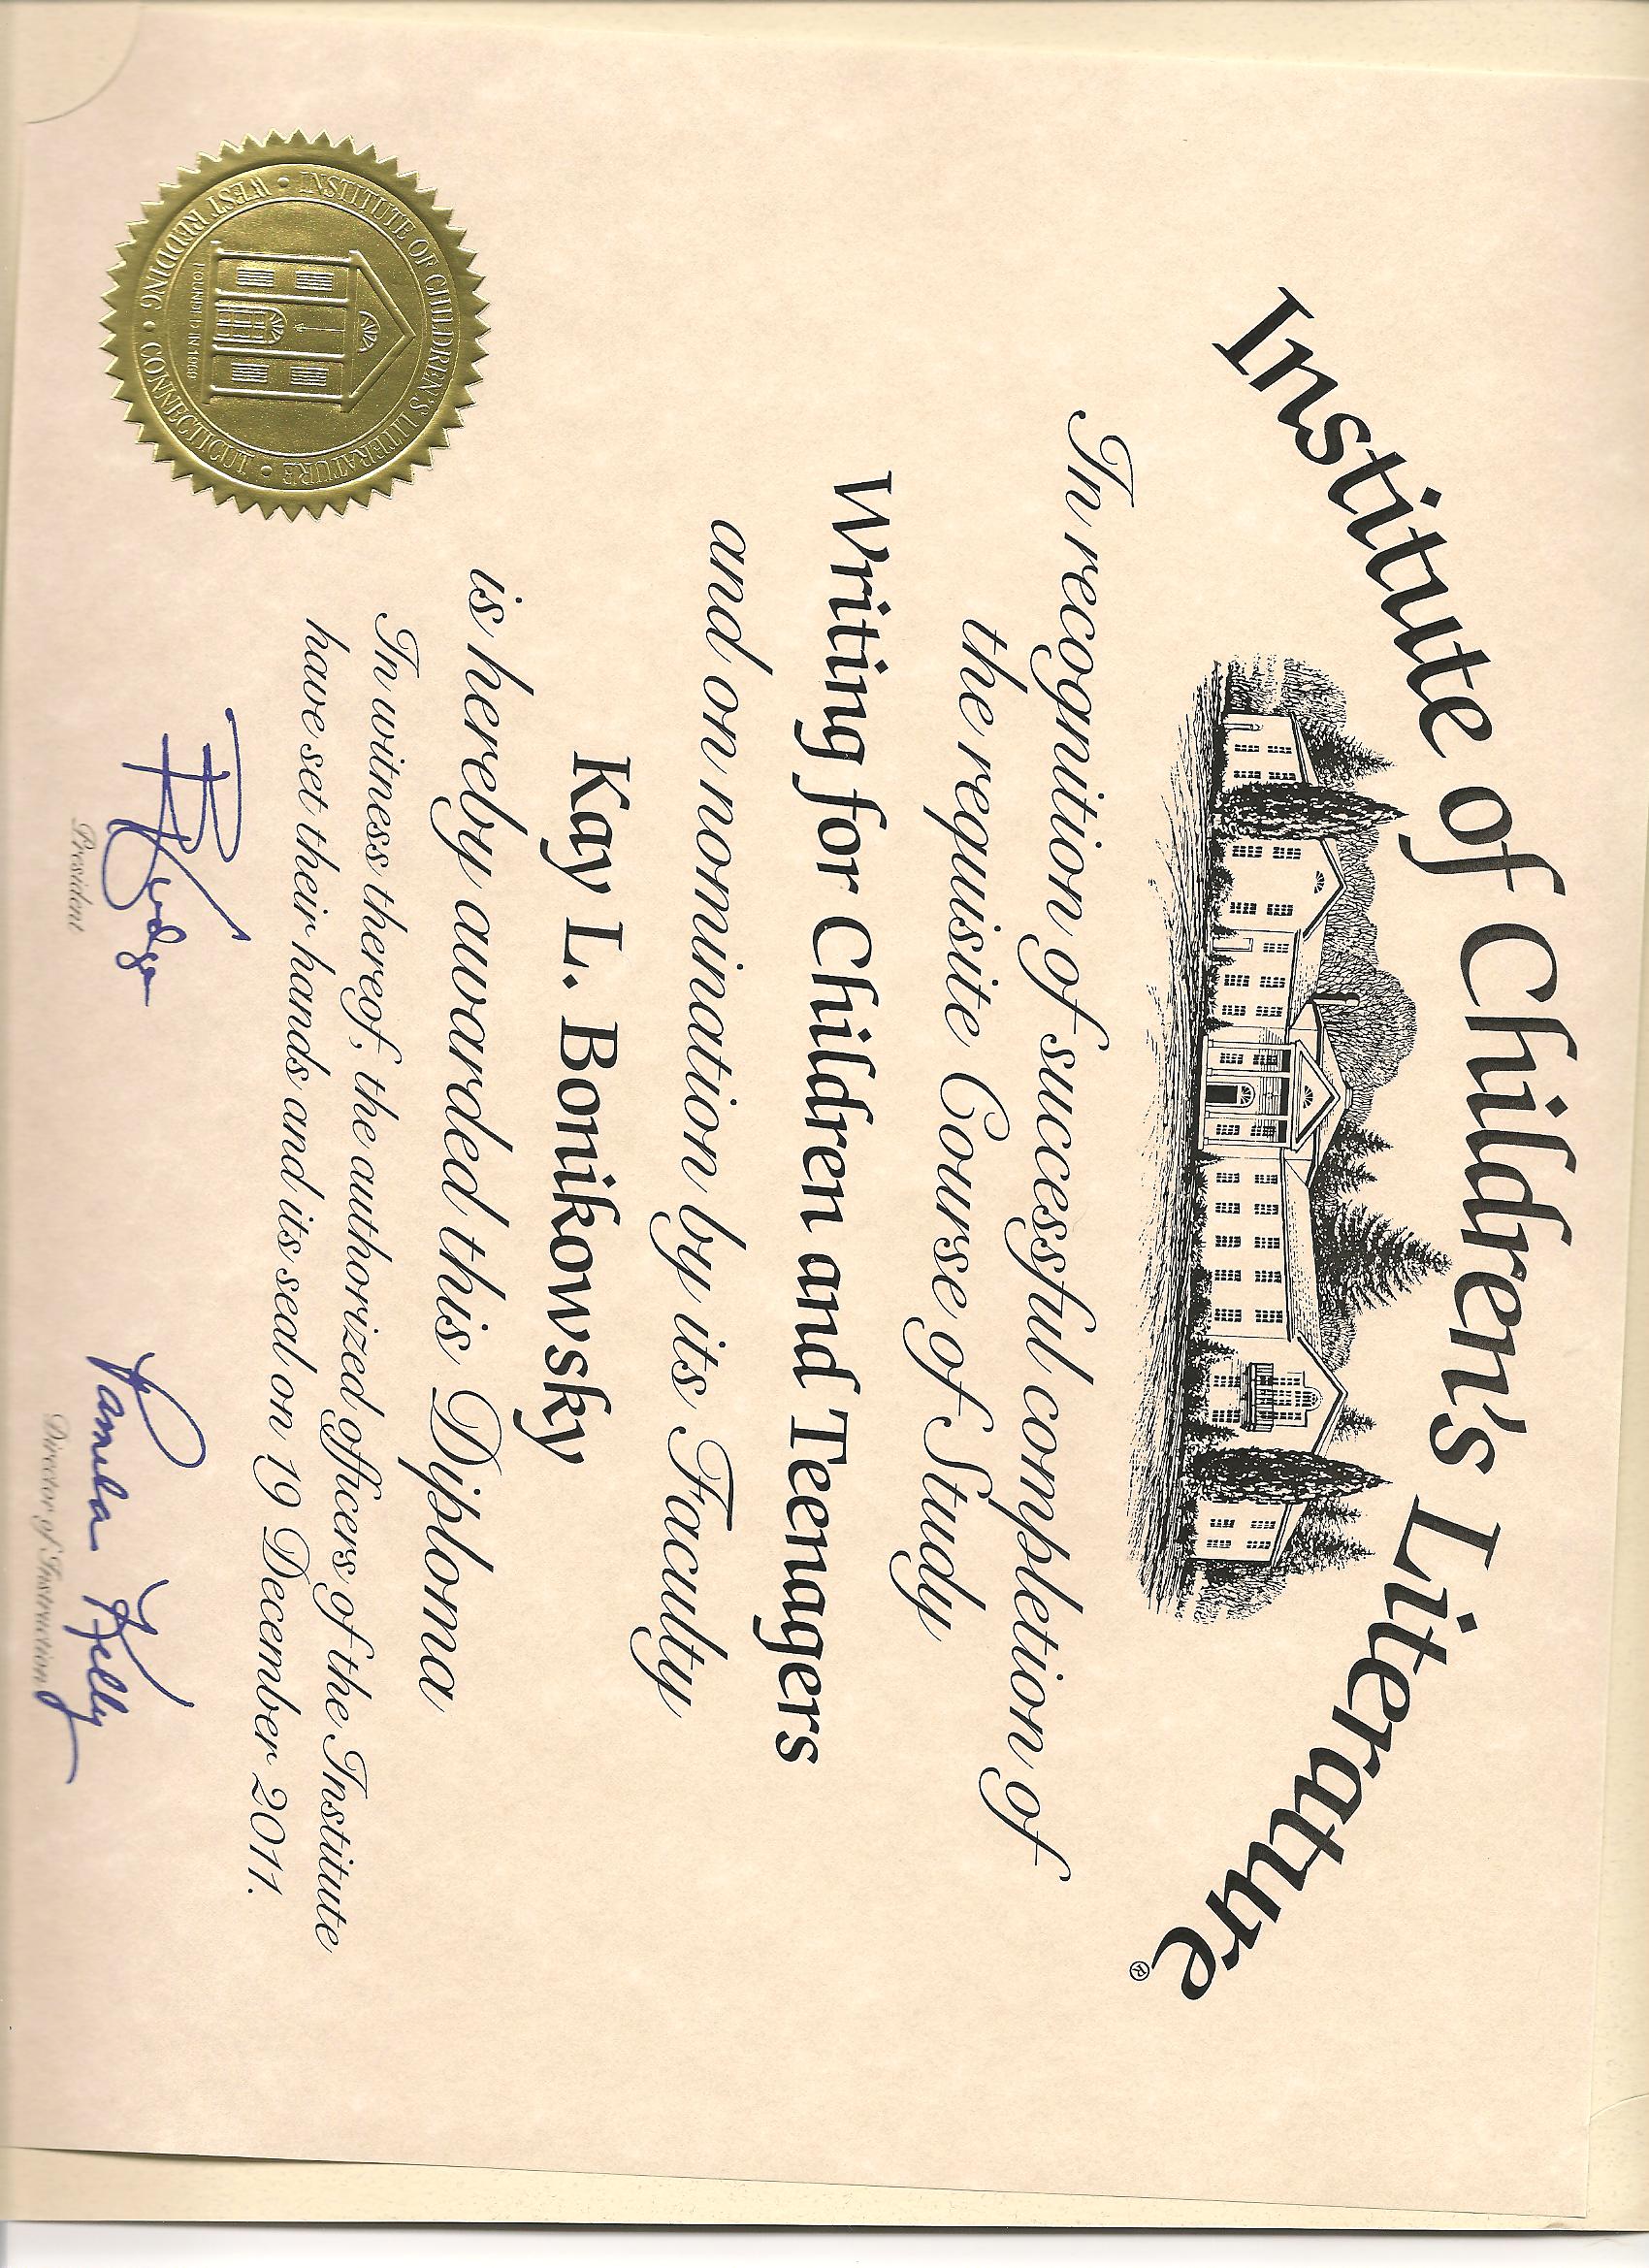 Institute of Children's Literature®
In recognition of successful completion of
the requisite Course of Study
Writing for Children and Teenagers
and on nomination by its Faculty
Kay L. Bonikowsky
is hereby awarded this Diploma
In witness thereof, the authorized officers of the Institute
have set their hands and its seal on 19 December 2011.
INSTITUTE OF CHILDREN'S LITERATURE
WEST REDDING • CONNECTICUT
FOUNDED IN 1969
President
Pamela Kelly
Director of Instruction